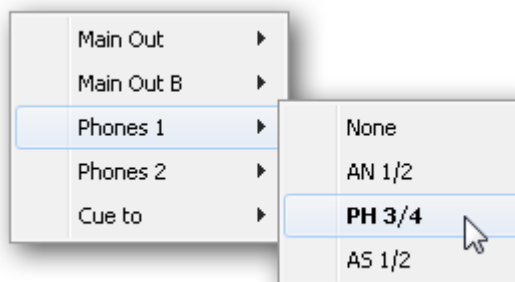 Main Out
Main Out B
Phones 1
Phones 2
Cue to
None
AN 1/2
PH 3/4
AS 1/2